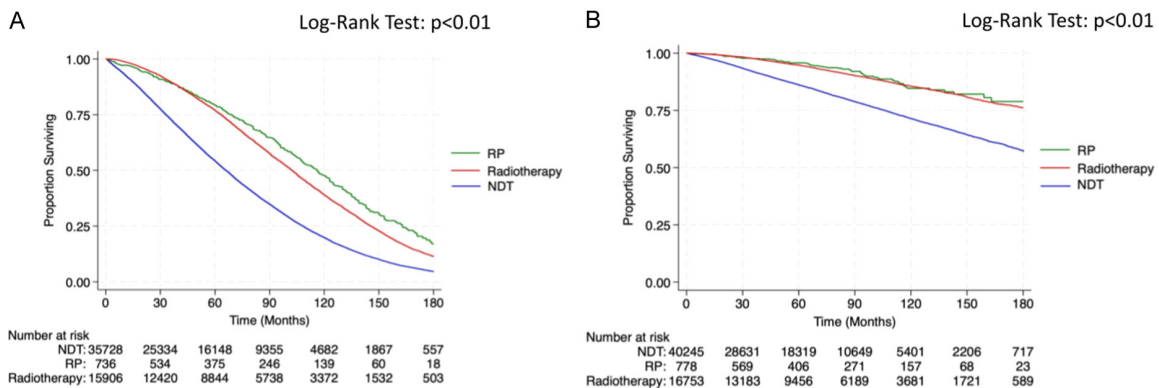 A
Log-Rank Test: p<0.01
Proportion Surviving
1.00
0.75
0.50
0.25
0.00
0 30 60 90 120 150 180
Time (Months)
RP
Radiotherapy
NDT
Number at risk
NDT: 35728 25334 16148 9355 4682 1867 557
RP: 736 534 375 246 139 60 18
Radiotherapy: 15906 12420 8844 5738 3372 1532 503
B
Log-Rank Test: p<0.01
Proportion Surviving
1.00
0.75
0.50
0.25
0.00
0 30 60 90 120 150 180
Time (Months)
RP
Radiotherapy
NDT
Number at risk
NDT: 40245 28631 18319 10649 5401 2206 717
RP: 778 569 406 271 157 68 23
Radiotherapy: 16753 13183 9456 6189 3681 1721 589